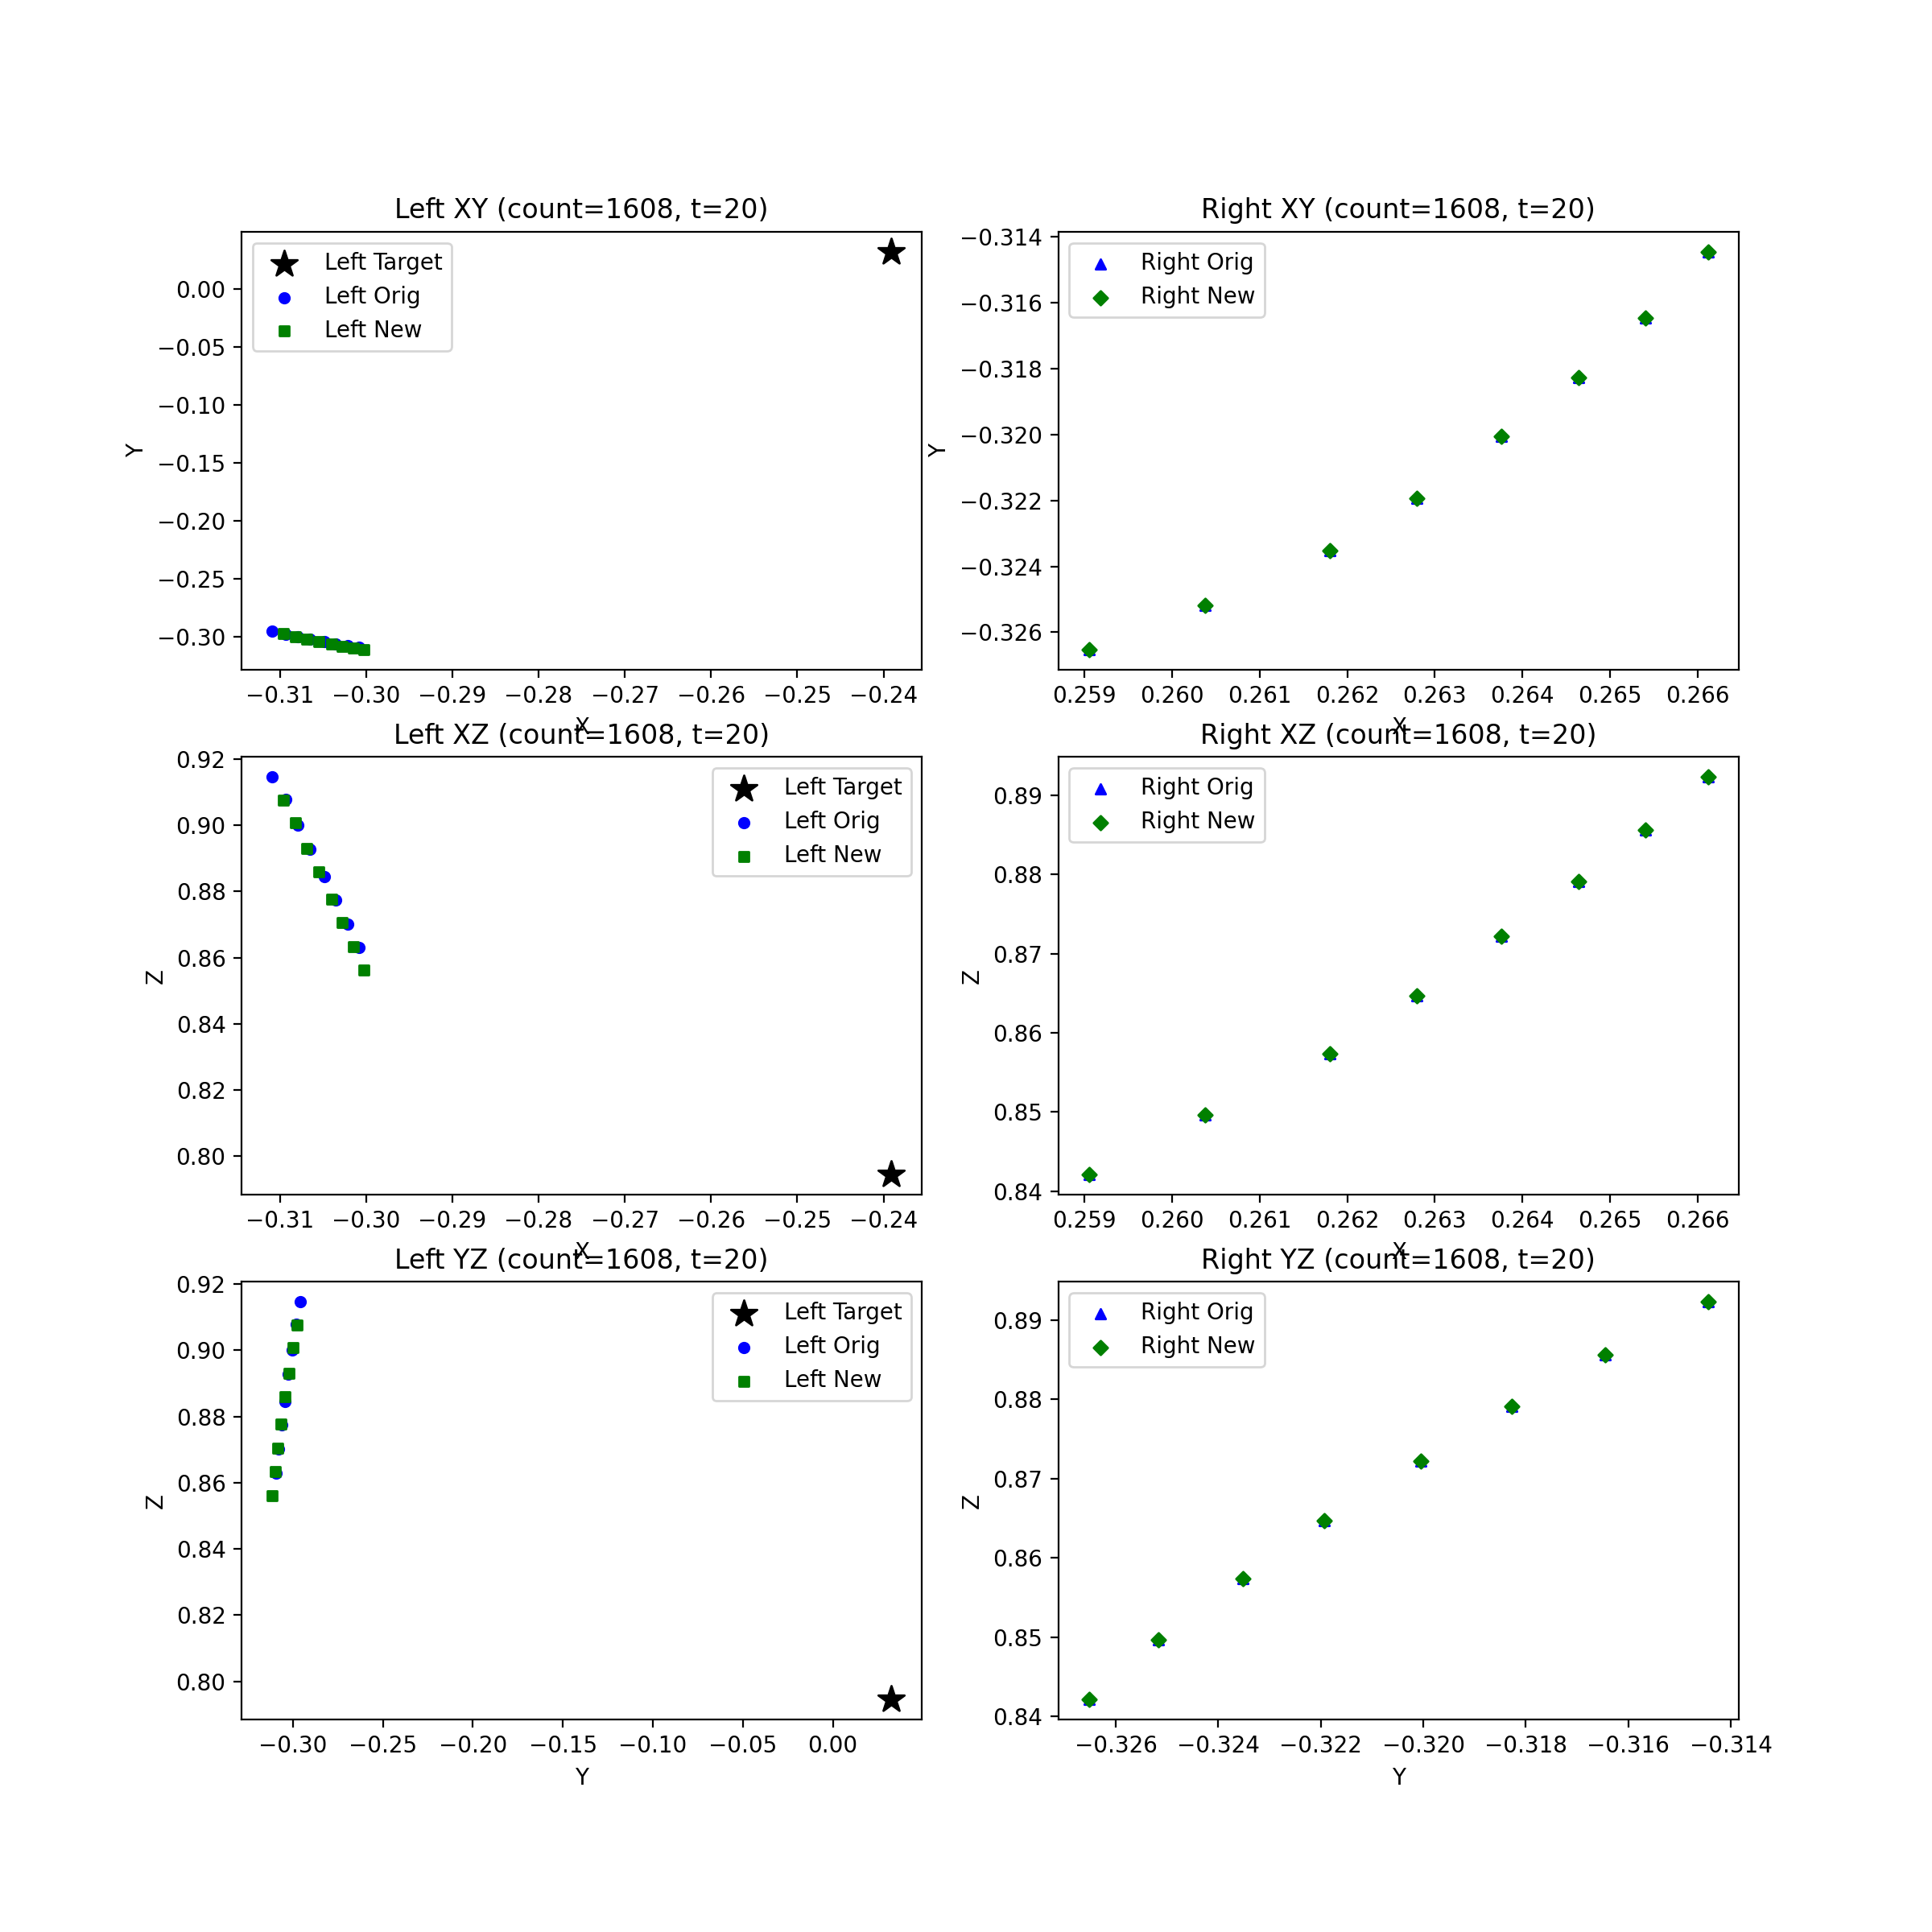 Left XY (count=1608, t=20)
Left Target
Left Orig
Left New
0.00
−0.05
−0.10
−0.15
−0.20
−0.25
−0.30
Y
−0.31 −0.30 −0.29 −0.28 −0.27 −0.26 −0.25 −0.24
X
Right XY (count=1608, t=20)
Right Orig
Right New
−0.314
−0.316
−0.318
−0.320
−0.322
−0.324
−0.326
Y
0.259 0.260 0.261 0.262 0.263 0.264 0.265 0.266
X
Left XZ (count=1608, t=20)
Left Target
Left Orig
Left New
0.92
0.90
0.88
0.86
0.84
0.82
0.80
Z
−0.31 −0.30 −0.29 −0.28 −0.27 −0.26 −0.25 −0.24
X
Right XZ (count=1608, t=20)
Right Orig
Right New
0.89
0.88
0.87
0.86
0.85
0.84
Z
0.259 0.260 0.261 0.262 0.263 0.264 0.265 0.266
X
Left YZ (count=1608, t=20)
Left Target
Left Orig
Left New
0.92
0.90
0.88
0.86
0.84
0.82
0.80
Z
−0.30 −0.25 −0.20 −0.15 −0.10 −0.05 0.00
Y
Right YZ (count=1608, t=20)
Right Orig
Right New
0.89
0.88
0.87
0.86
0.85
0.84
Z
−0.326 −0.324 −0.322 −0.320 −0.318 −0.316 −0.314
Y